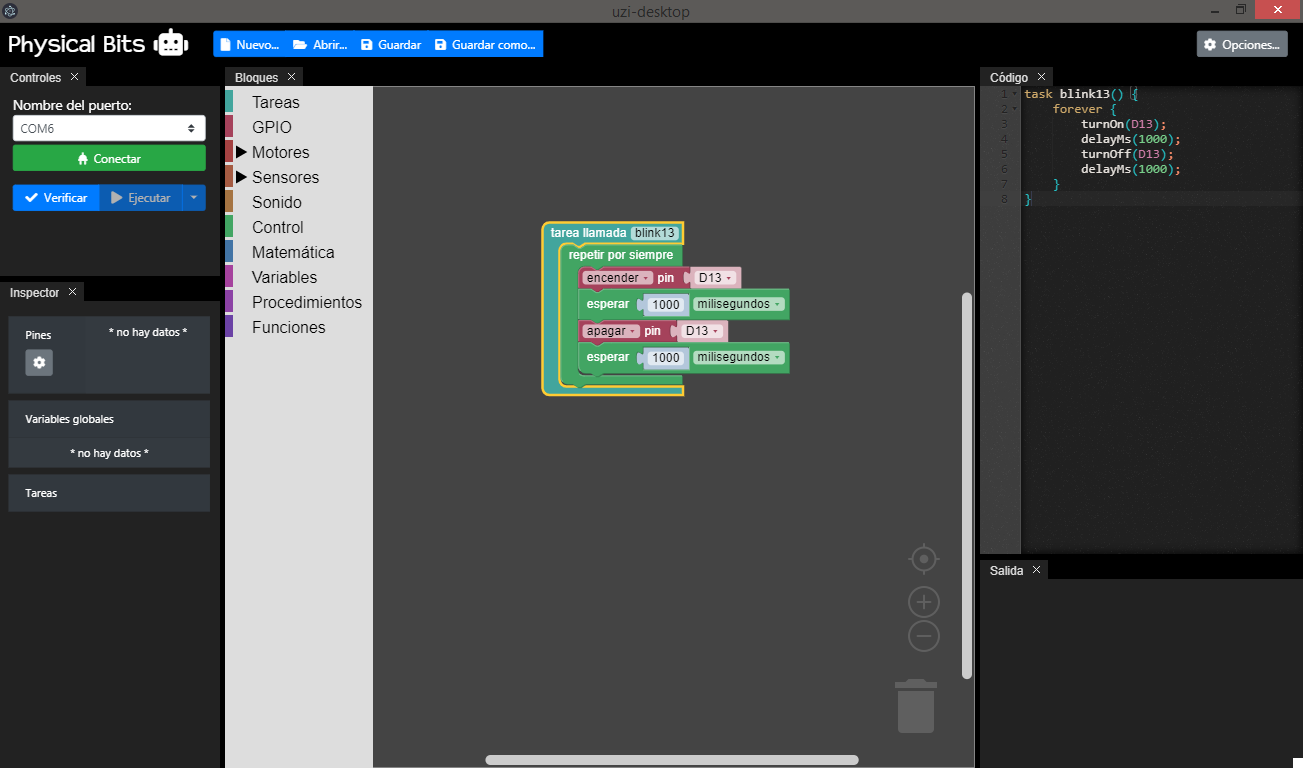 uzi-desktop
Physical Bits
Nuevo... Abrir... Guardar Guardar como...
Opciones...
Controles
Nombre del puerto:
COM6
Conectar
Verificar Ejecutar
Inspector
Pines
* no hay datos *
Variables globales
* no hay datos *
Tareas
Bloques
Tareas
GPIO
Motores
Sensores
Sonido
Control
Matemática
Variables
Procedimientos
Funciones
tarea llamada blink13
repetir por siempre
encender pin D13
esperar 1000 milisegundos
apagar pin D13
esperar 1000 milisegundos
Código
1 task blink13() {
2 forever {
3 turnOn(D13);
4 delayMs(1000);
5 turnOff(D13);
6 delayMs(1000);
7 }
8 }
Salida